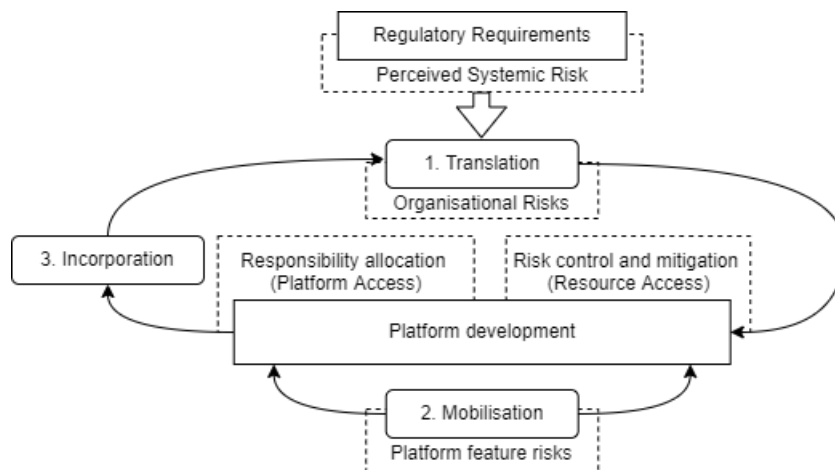 Regulatory Requirements
Perceived Systemic Risk
1. Translation
Organisational Risks
3. Incorporation
Responsibility allocation
(Platform Access)
Risk control and mitigation
(Resource Access)
Platform development
2. Mobilisation
Platform feature risks